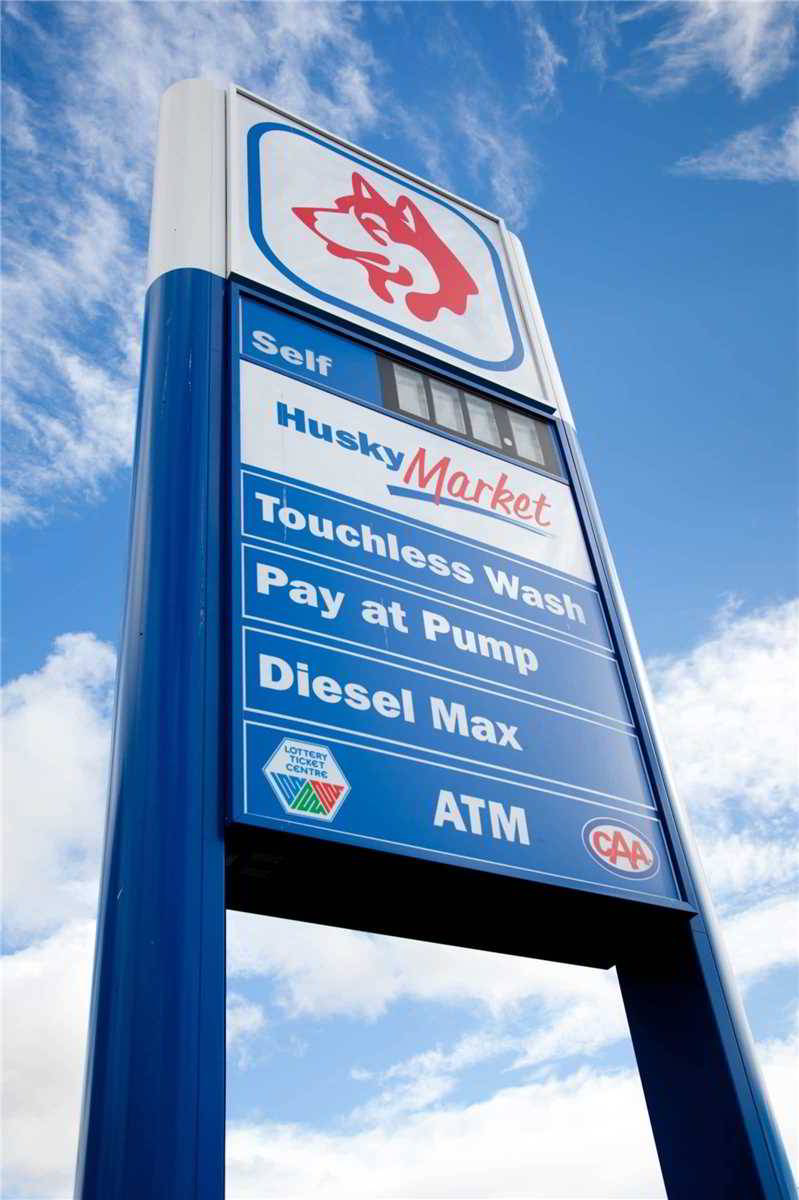 Self
Husky Market
Touchless Wash
Pay at Pump
Diesel Max
LOTTERY
TICKET
CENTRE
ATM
CAA